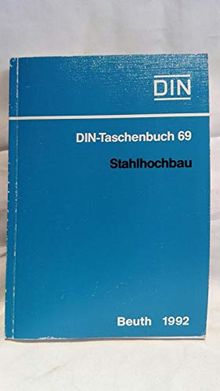 DIN
DIN-Taschenbuch 69
Stahlhochbau
Beuth 1992